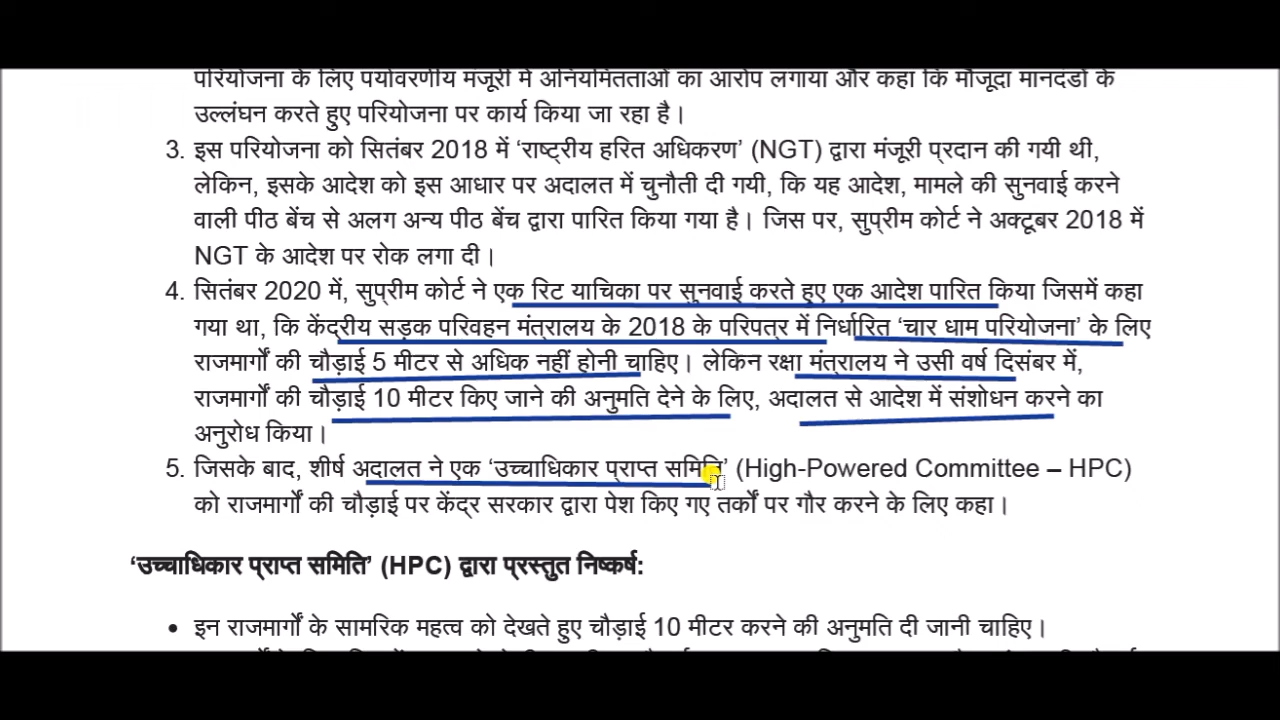 परियोजना के लिए पर्यावरणीय मंजूरी में अनियमितताओं का आरोप लगाया और कहा कि मौजूदा मानदंडों के
उल्लंघन करते हुए परियोजना पर कार्य किया जा रहा है।
3. इस परियोजना को सितंबर 2018 में ‘राष्ट्रीय हरित अधिकरण’ (NGT) द्वारा मंजूरी प्रदान की गयी थी,
लेकिन, इसके आदेश को इस आधार पर अदालत में चुनौती दी गयी, कि यह आदेश, मामले की सुनवाई करने
वाली पीठ बेंच से अलग अन्य पीठ बेंच द्वारा पारित किया गया है। जिस पर, सुप्रीम कोर्ट ने अक्टूबर 2018 में
NGT के आदेश पर रोक लगा दी।
4. सितंबर 2020 में, सुप्रीम कोर्ट ने एक रिट याचिका पर सुनवाई करते हुए एक आदेश पारित किया जिसमें कहा
गया था, कि केंद्रीय सड़क परिवहन मंत्रालय के 2018 के परिपत्र में निर्धारित ‘चार धाम परियोजना’ के लिए
राजमार्गों की चौड़ाई 5 मीटर से अधिक नहीं होनी चाहिए। लेकिन रक्षा मंत्रालय ने उसी वर्ष दिसंबर में,
राजमार्गों की चौड़ाई 10 मीटर किए जाने की अनुमति देने के लिए, अदालत से आदेश में संशोधन करने का
अनुरोध किया।
5. जिसके बाद, शीर्ष अदालत ने एक ‘उच्चाधिकार प्राप्त समिति’ (High-Powered Committee – HPC)
को राजमार्गों की चौड़ाई पर केंद्र सरकार द्वारा पेश किए गए तर्कों पर गौर करने के लिए कहा।
‘उच्चाधिकार प्राप्त समिति’ (HPC) द्वारा प्रस्तुत निष्कर्ष:
• इन राजमार्गों के सामरिक महत्व को देखते हुए चौड़ाई 10 मीटर करने की अनुमति दी जानी चाहिए।